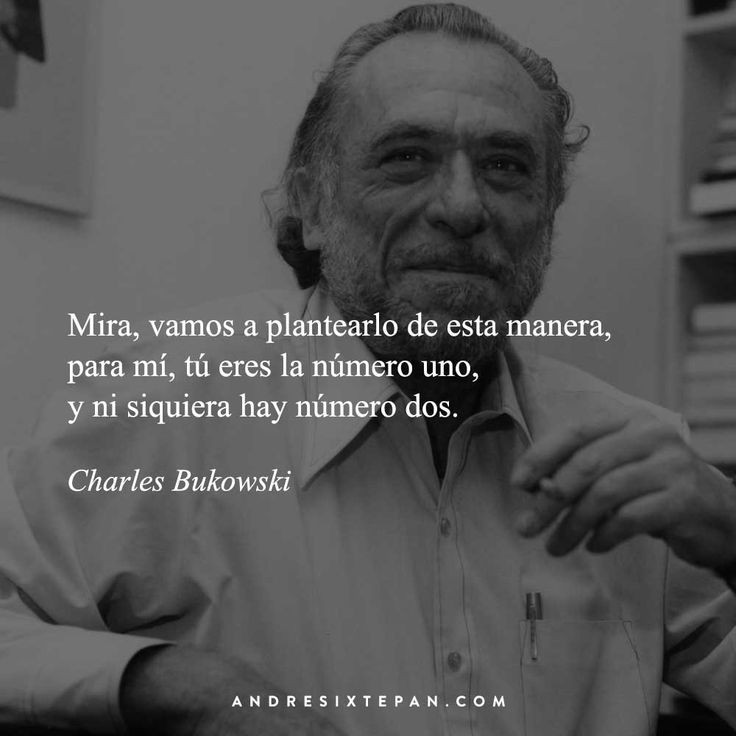 Mira, vamos a plantearlo de esta manera,
para mí, tú eres la número uno,
y ni siquiera hay número dos.
Charles Bukowski
ANDRESIXTEPAN.COM